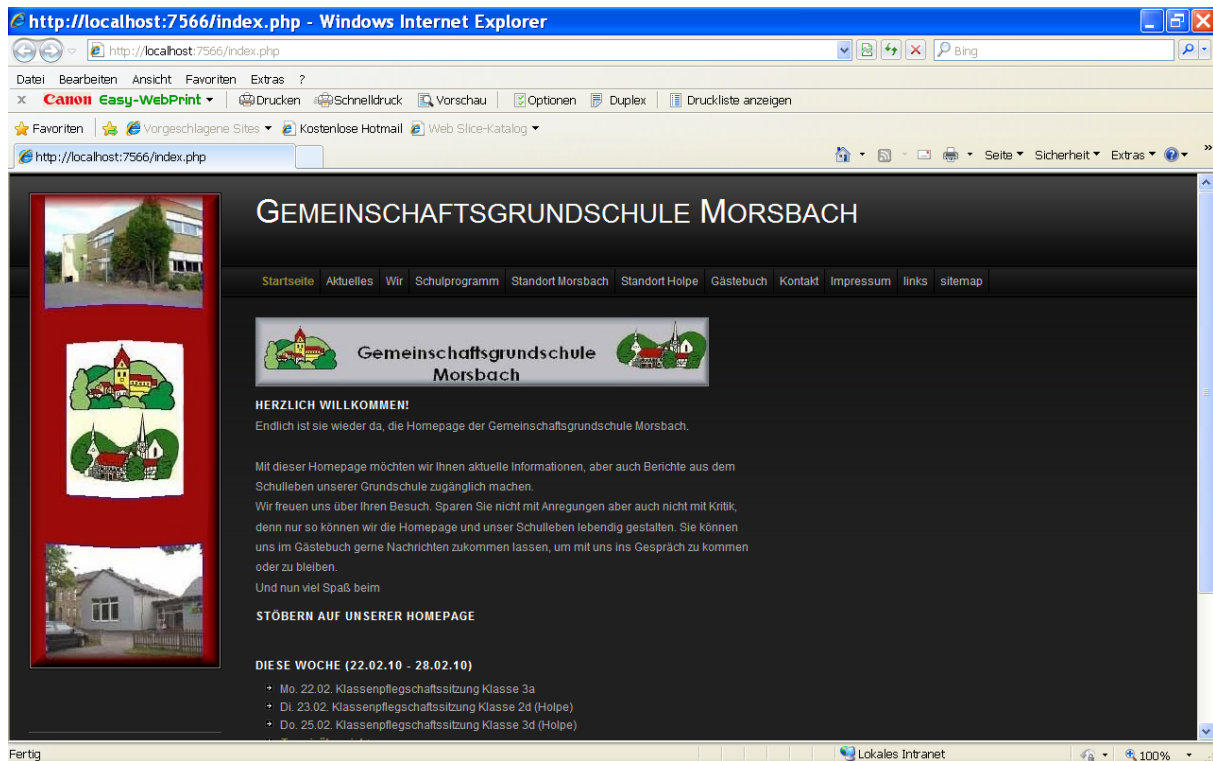 http://localhost:7566/index.php - Windows Internet Explorer
http://localhost:7566/index.php
Bing
Datei Bearbeiten Ansicht Favoriten Extras ?
x Canon Easy-WebPrint Drucken Schnelldruck Vorschau Optionen Duplex Druckliste anzeigen
Favoriten Vorgeschlagene Sites Kostenlose Hotmail Web Slice-Katalog
http://localhost:7566/index.php
Seite Sicherheit Extras »
GEMEINSCHAFTSGRUNDSCHULE MORSBACH
Startseite Aktuelles Wir Schulprogramm Standort Morsbach Standort Holpe Gästebuch Kontakt Impressum links sitemap
Gemeinschaftsgrundschule
Morsbach
HERZLICH WILLKOMMEN!
Endlich ist sie wieder da, die Homepage der Gemeinschaftsgrundschule Morsbach.
Mit dieser Homepage möchten wir Ihnen aktuelle Informationen, aber auch Berichte aus dem
Schulleben unserer Grundschule zugänglich machen.
Wir freuen uns über Ihren Besuch. Sparen Sie nicht mit Anregungen aber auch nicht mit Kritik,
denn nur so können wir die Homepage und unser Schulleben lebendig gestalten. Sie können
uns im Gästebuch gerne Nachrichten zukommen lassen, um mit uns ins Gespräch zu kommen
oder zu bleiben.
Und nun viel Spaß beim
STÖBERN AUF UNSERER HOMEPAGE
DIESE WOCHE (22.02.10 - 28.02.10)
Mo. 22.02. Klassenpflegschaftssitzung Klasse 3a
Di. 23.02. Klassenpflegschaftssitzung Klasse 2d (Holpe)
Do. 25.02. Klassenpflegschaftssitzung Klasse 3d (Holpe)
Fertig
Lokales Intranet
100%